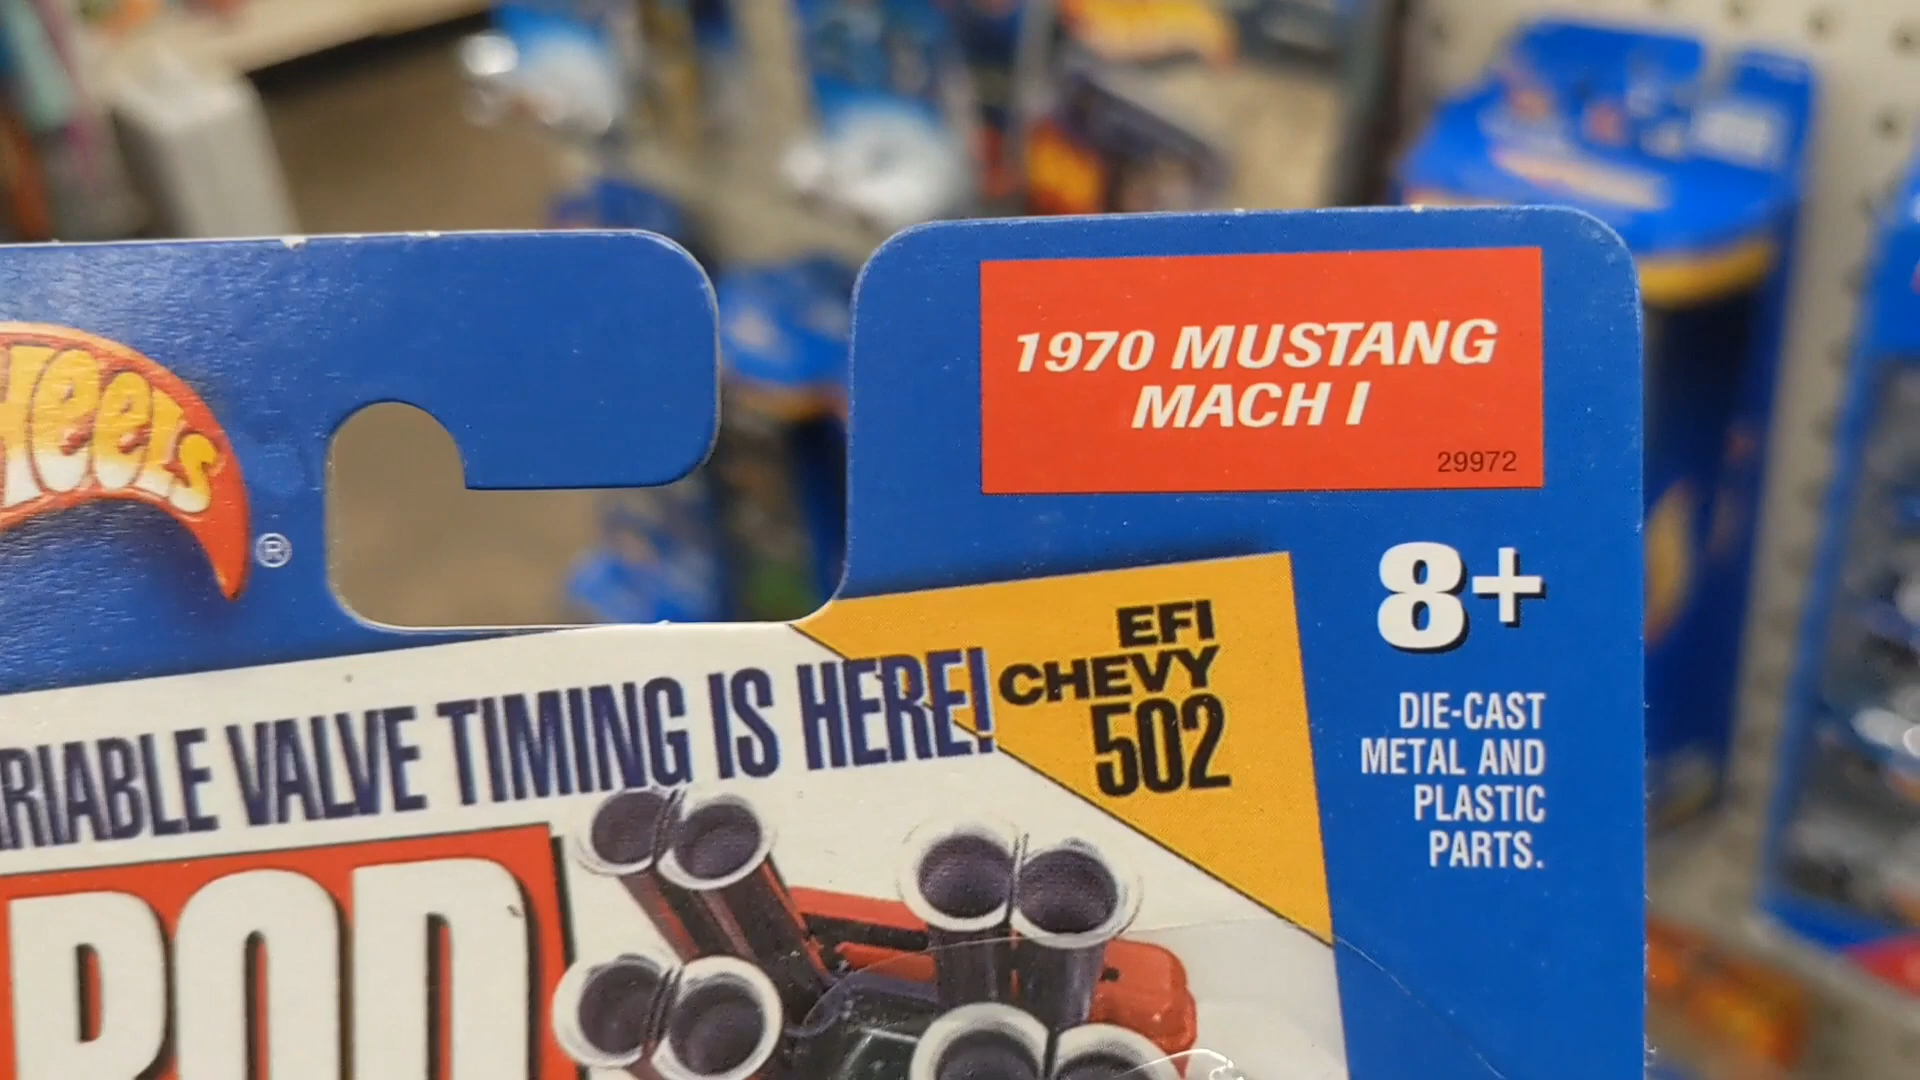 Heels
®
1970 MUSTANG
MACH I
29972
8+
EFI
CHEVY
502
RIABLE VALVE TIMING IS HERE!
DIE-CAST
METAL AND
PLASTIC
PARTS.
ROD